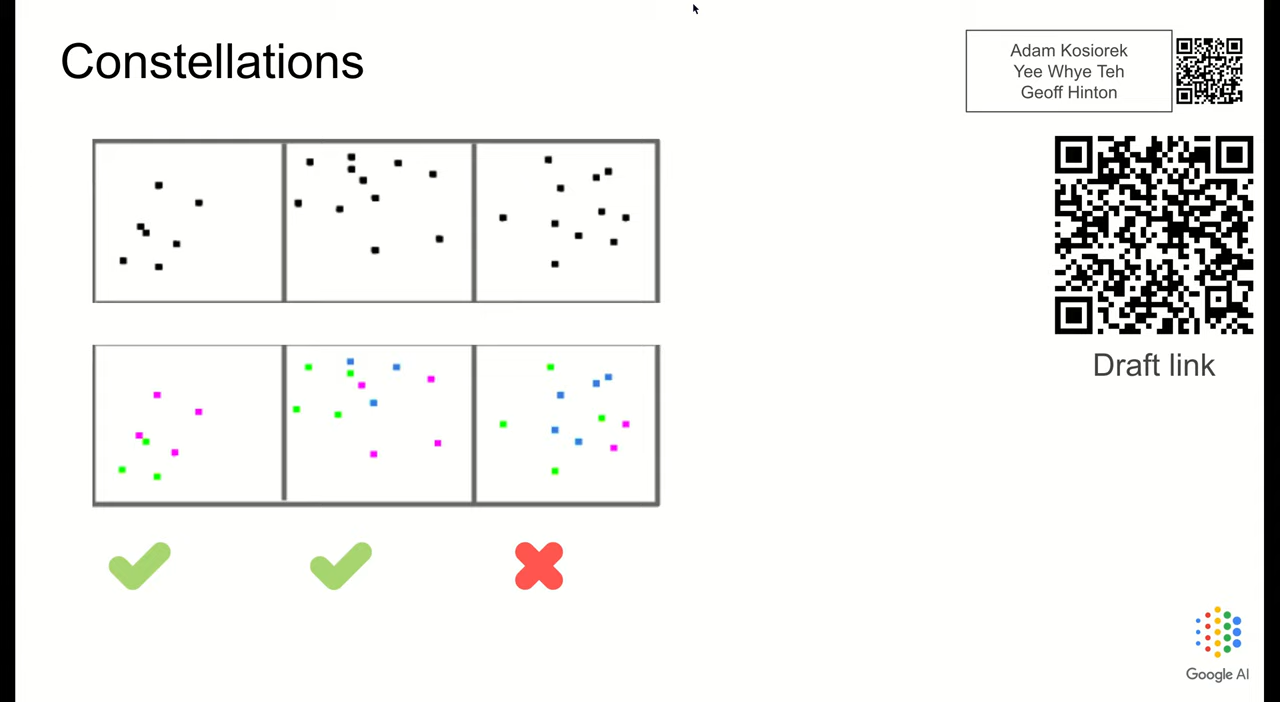 Constellations
Adam Kosiorek
Yee Whye Teh
Geoff Hinton
Draft link
Google AI